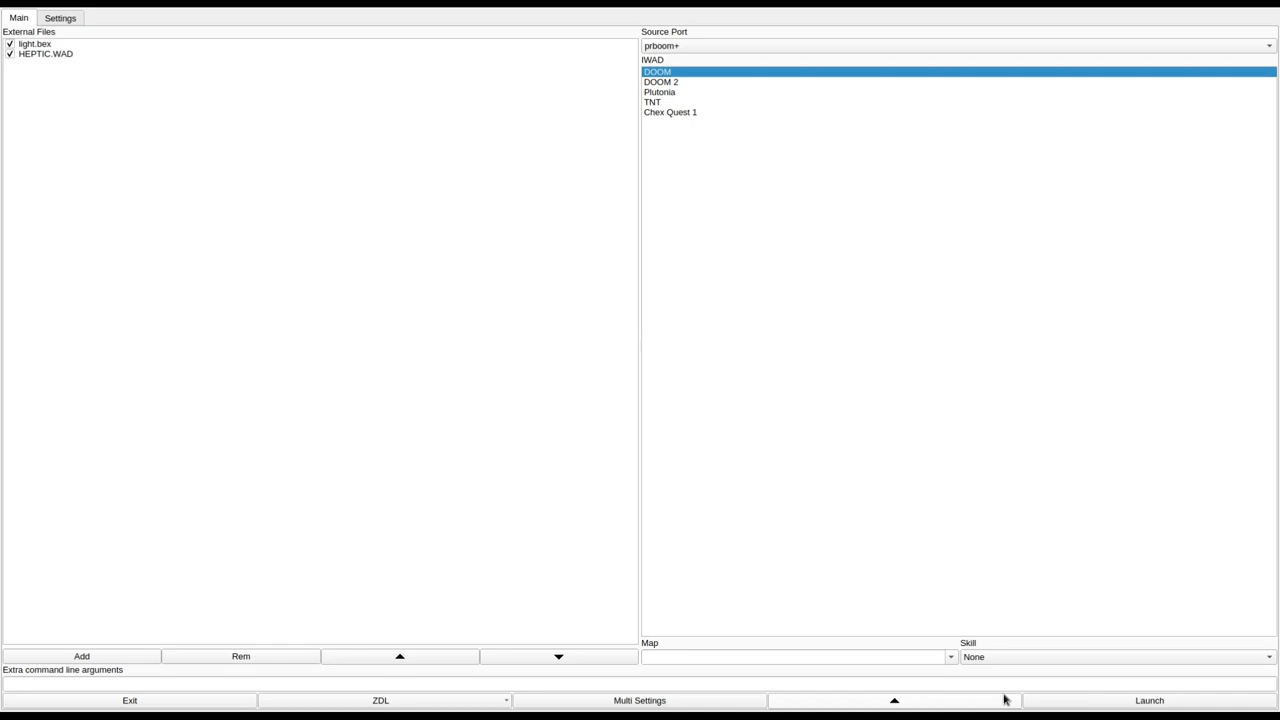 Main Settings
External Files
light.bex
HEPTIC.WAD
Source Port
prboom+
IWAD
DOOM
DOOM 2
Plutonia
TNT
Chex Quest 1
Map Skill
None
Add Rem
Extra command line arguments
Exit ZDL Multi Settings Launch